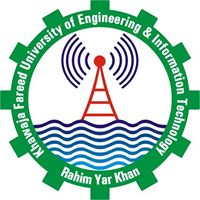 Khawaja Fareed University of Engineering & Information Technology
Rahim Yar Khan